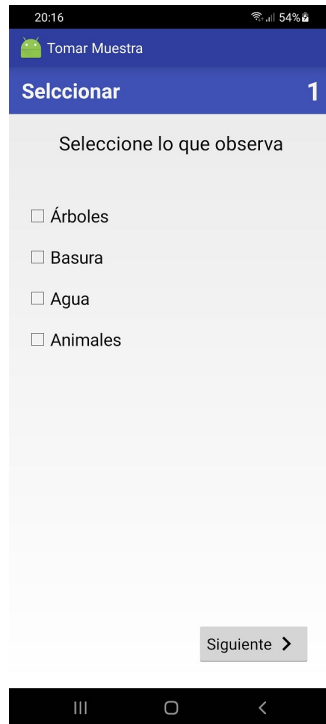 20:16 54%
Tomar Muestra
Selccionar 1
Seleccione lo que observa
Árboles
Basura
Agua
Animales
Siguiente